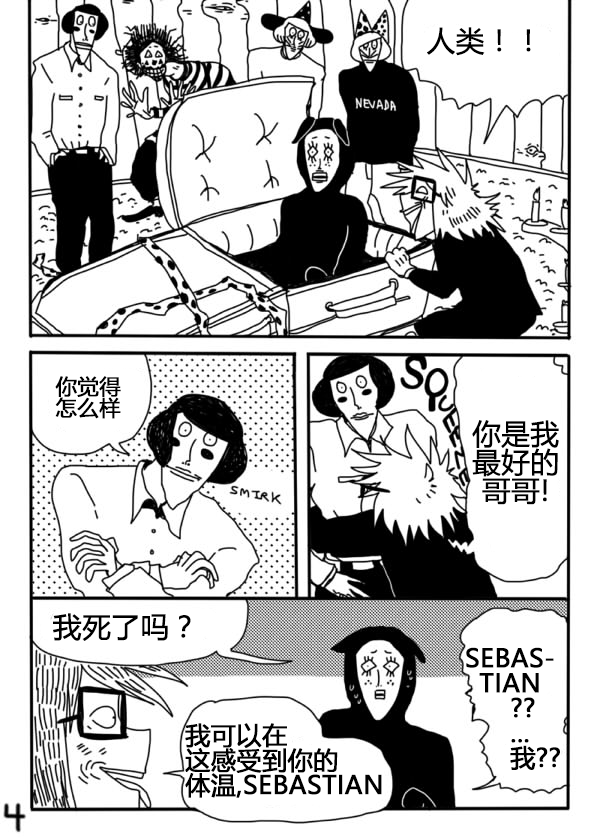 人类！！
NEVADA
你觉得
怎么样
SMIRK
SQUEEZE
你是我
最好的
哥哥!
我死了吗？
SEBAS-
TIAN
??
...
我??
我可以在
这感受到你的
体温,SEBASTIAN
4